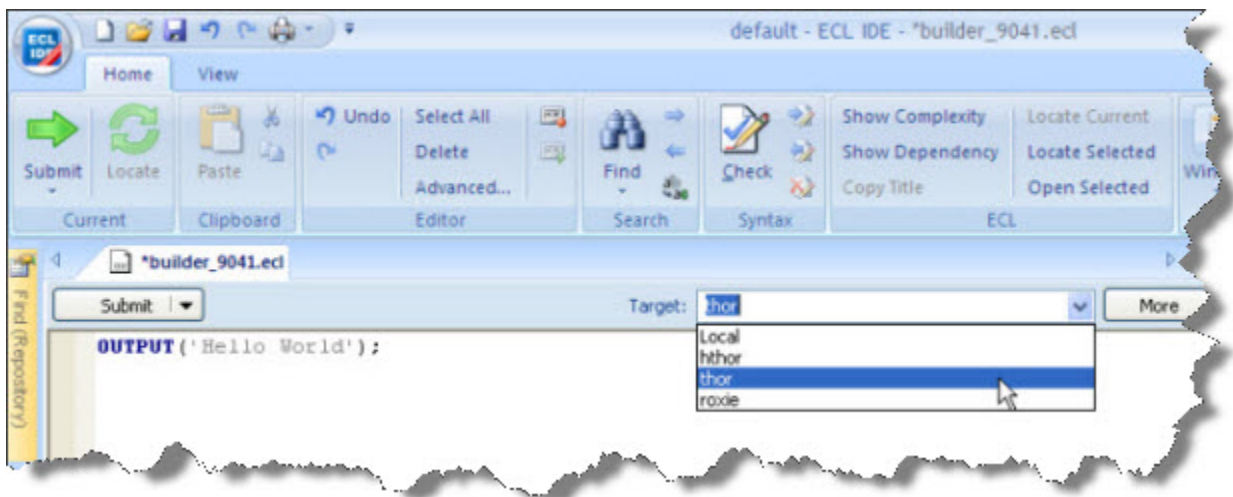 ECL
IDE
default - ECL IDE - *builder_9041.ecl
Home View
Submit
Locate
Paste
Undo
Select All
Delete
Advanced...
Find
Check
Show Complexity
Show Dependency
Copy Title
Locate Current
Locate Selected
Open Selected
Current Clipboard Editor Search Syntax ECL
*builder_9041.ecl
Find (Repository)
Submit Target: thor More
OUTPUT('Hello World');
Local
hthor
thor
roxie